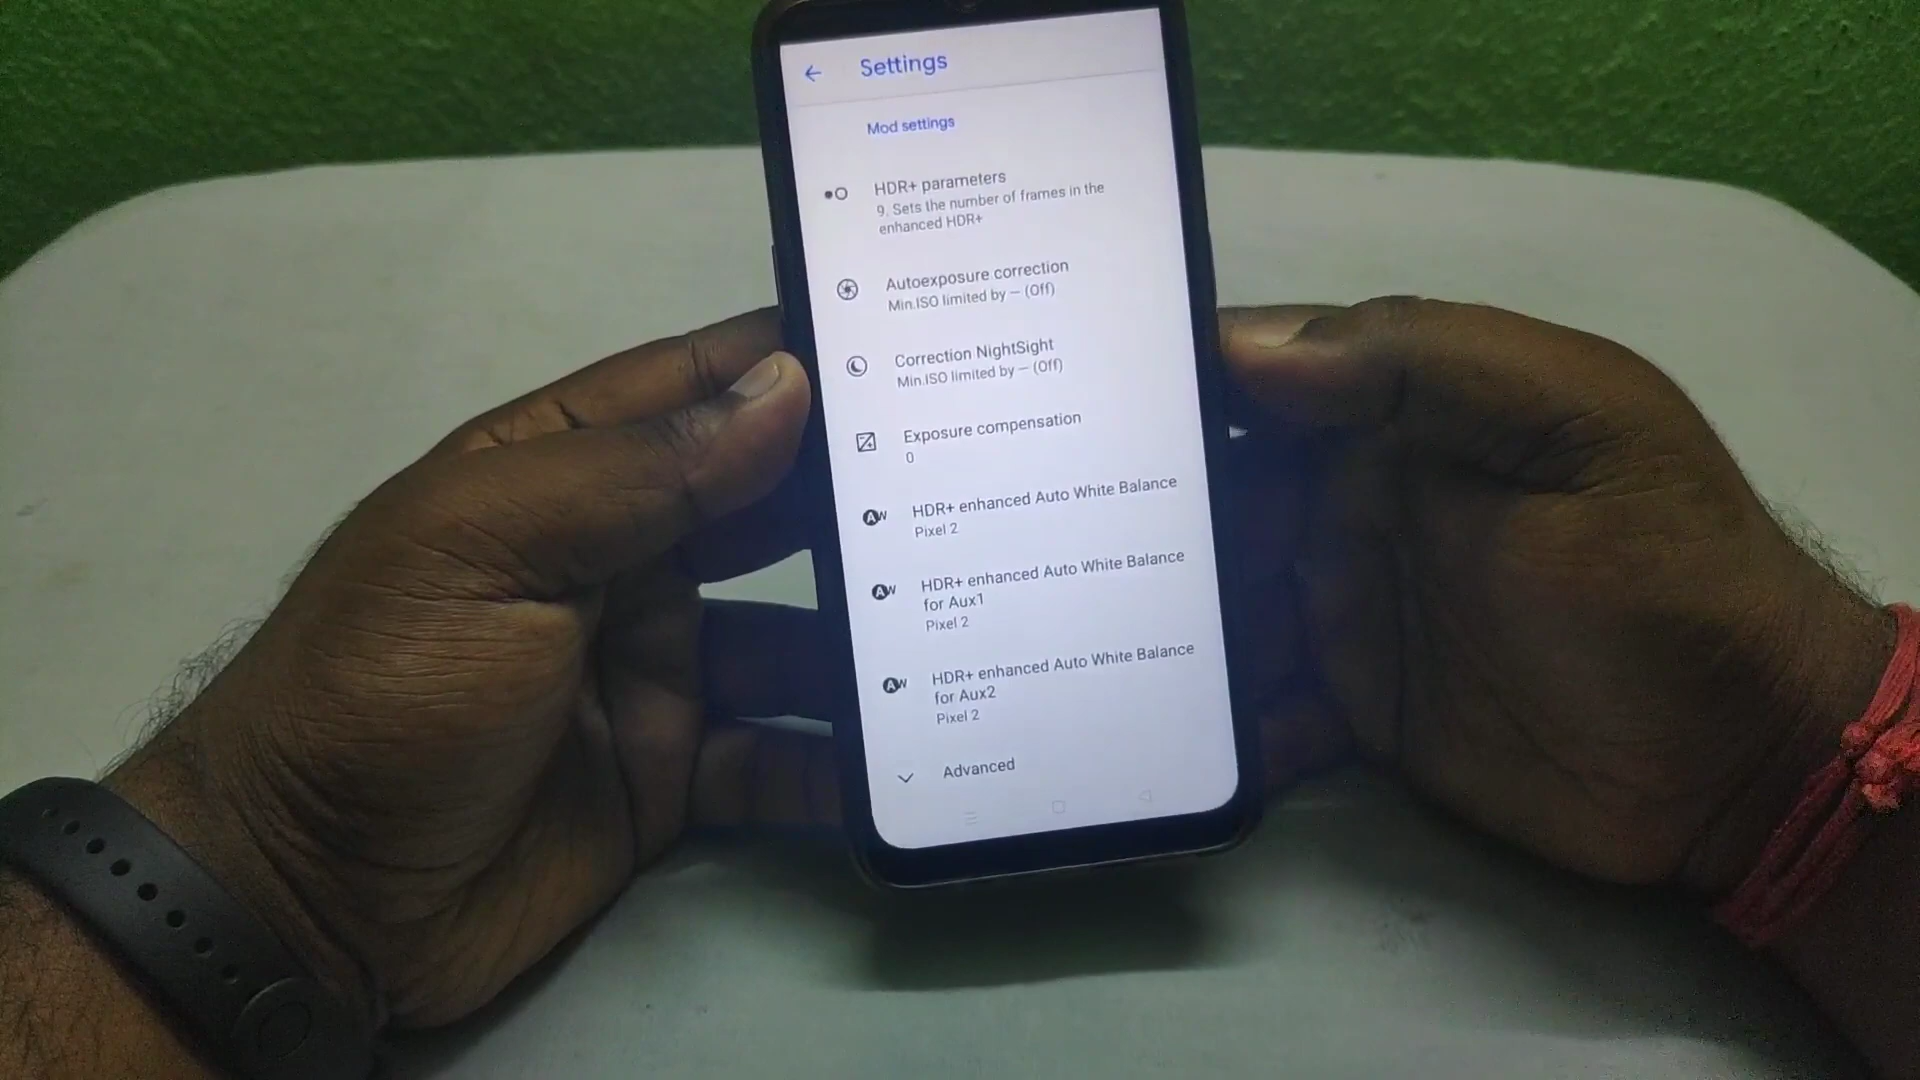 Settings
Mod settings
HDR+ parameters
9. Sets the number of frames in the
enhanced HDR+
Autoexposure correction
Min.ISO limited by – (Off)
Correction NightSight
Min.ISO limited by – (Off)
Exposure compensation
0
HDR+ enhanced Auto White Balance
Pixel 2
HDR+ enhanced Auto White Balance
for Aux1
Pixel 2
HDR+ enhanced Auto White Balance
for Aux2
Pixel 2
Advanced